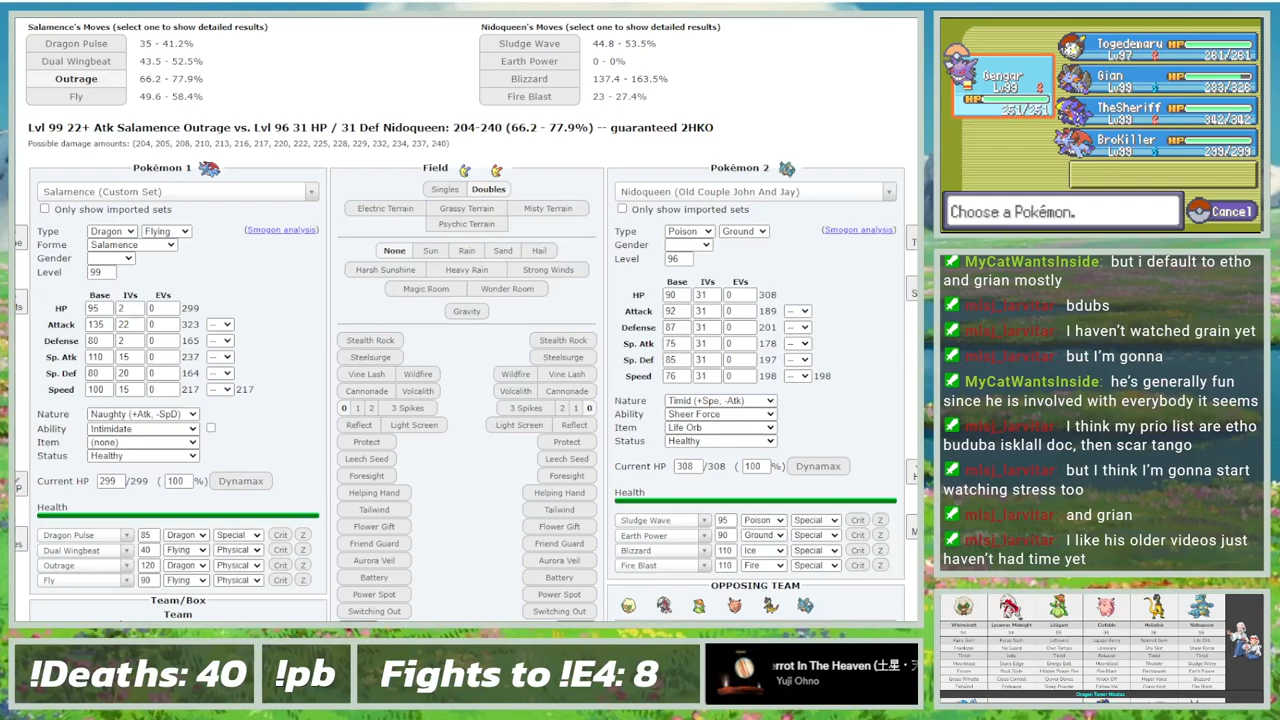 Salamence's Moves (select one to show detailed results)
Nidoqueen's Moves (select one to show detailed results)
Dragon Pulse 35 - 41.2%
Sludge Wave 44.8 - 53.5%
Dual Wingbeat 43.5 - 52.5%
Earth Power 0 - 0%
Outrage 66.2 - 77.9%
Blizzard 137.4 - 163.5%
Fly 49.6 - 58.4%
Fire Blast 23 - 27.4%
Lvl 99 22+ Atk Salamence Outrage vs. Lvl 96 31 HP / 31 Def Nidoqueen: 204-240 (66.2 - 77.9%) -- guaranteed 2HKO
Possible damage amounts: (204, 205, 208, 210, 213, 216, 217, 220, 222, 225, 228, 229, 232, 234, 237, 240)
Pokémon 1
Salamence (Custom Set)
Only show imported sets
Type Dragon Flying (Smogon analysis)
Forme Salamence
Gender
Level 99
Base IVs EVs
HP 95 2 0 299
Attack 135 22 0 323 --
Defense 80 2 0 165 --
Sp. Atk 110 15 0 237 --
Sp. Def 80 20 0 164 --
Speed 100 15 0 217 -- 217
Nature Naughty (+Atk, -SpD)
Ability Intimidate
Item (none)
Status Healthy
Current HP 299 /299 ( 100 %) Dynamax
Health
Dragon Pulse 85 Dragon Special Crit Z
Dual Wingbeat 40 Flying Physical Crit Z
Outrage 120 Dragon Physical Crit Z
Fly 90 Flying Physical Crit Z
Team/Box
Team
Field
Singles Doubles
Electric Terrain Grassy Terrain Misty Terrain
Psychic Terrain
None Sun Rain Sand Hail
Harsh Sunshine Heavy Rain Strong Winds
Magic Room Wonder Room
Gravity
Stealth Rock Stealth Rock
Steelsurge Steelsurge
Vine Lash Wildfire Wildfire Vine Lash
Cannonade Volcalith Volcalith Cannonade
0 1 2 3 Spikes 3 Spikes 2 1 0
Reflect Light Screen Light Screen Reflect
Protect Protect
Leech Seed Leech Seed
Foresight Foresight
Helping Hand Helping Hand
Tailwind Tailwind
Flower Gift Flower Gift
Friend Guard Friend Guard
Aurora Veil Aurora Veil
Battery Battery
Power Spot Power Spot
Switching Out Switching Out
Pokémon 2
Nidoqueen (Old Couple John And Jay)
Only show imported sets
Type Poison Ground (Smogon analysis)
Gender
Level 96
Base IVs EVs
HP 90 31 0 308
Attack 92 31 0 189 --
Defense 87 31 0 201 --
Sp. Atk 75 31 0 178 --
Sp. Def 85 31 0 197 --
Speed 76 31 0 198 -- 198
Nature Timid (+Spe, -Atk)
Ability Sheer Force
Item Life Orb
Status Healthy
Current HP 308 /308 ( 100 %) Dynamax
Health
Sludge Wave 95 Poison Special Crit Z
Earth Power 90 Ground Special Crit Z
Blizzard 110 Ice Special Crit Z
Fire Blast 110 Fire Special Crit Z
OPPOSING TEAM
Gengar
Lv99
HP
251/251
Togedemaru HP
Lv97 261/261
Gian HP
Lv99 283/328
TheSheriff HP
Lv99 342/342
BroKiller HP
Lv99 299/299
Choose a Pokémon.
Cancel
MyCatWantsInside: but i default to etho
and grian mostly
mlsj_larvitar: bdubs
mlsj_larvitar: I haven't watched grain yet
mlsj_larvitar: but I'm gonna
MyCatWantsInside: he's generally fun
since he is involved with everybody it seems
mlsj_larvitar: I think my prio list are etho
buduba isklall doc, then scar tango
mlsj_larvitar: but I think I'm gonna start
watching stress too
mlsj_larvitar: and grian
mlsj_larvitar: I like his older videos just
haven't had time yet
!Deaths: 40 !pb Fights to !E4: 8
rrot In The Heaven (土星・天
Yuji Ohno
Whimsicott Lycanroc Midnight Lilligant Clefable Heliolisk Nidoqueen
Dragon Tamer Nicolas